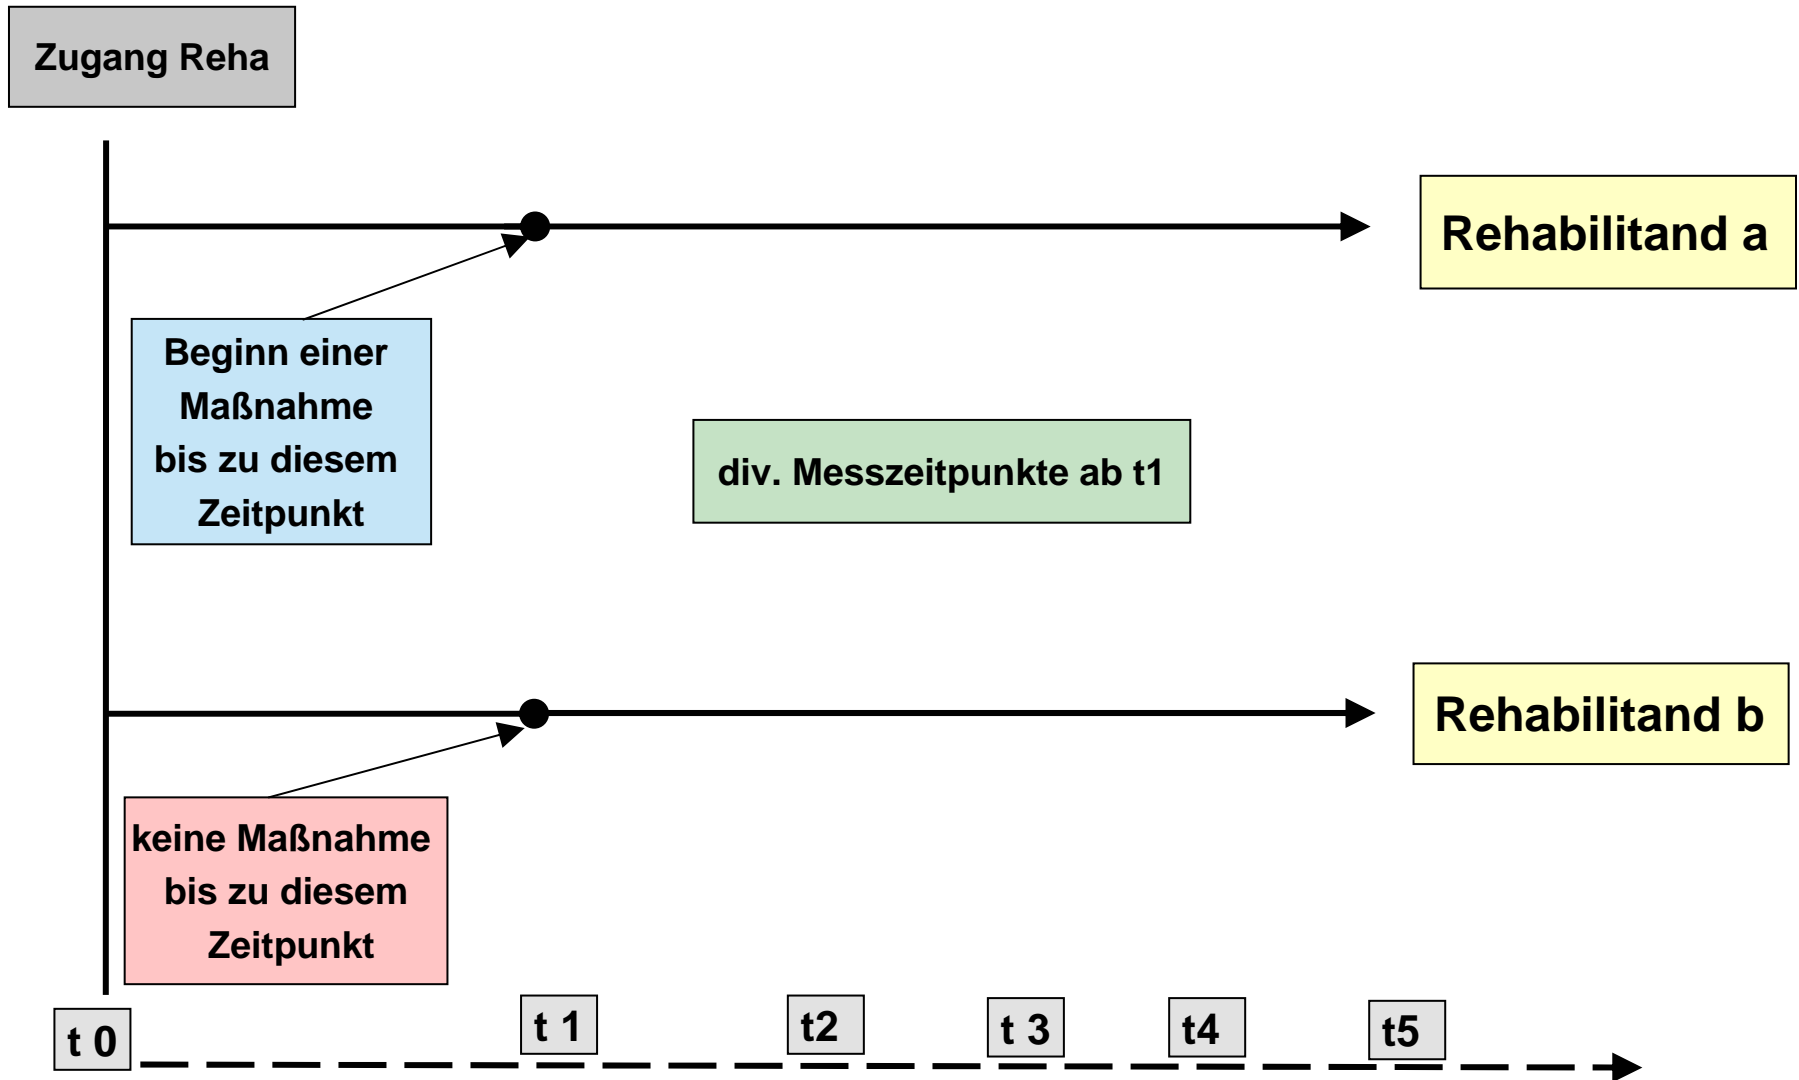 Zugang Reha
Rehabilitand a
Beginn einer
Maßnahme
bis zu diesem
Zeitpunkt
div. Messzeitpunkte ab t1
Rehabilitand b
keine Maßnahme
bis zu diesem
Zeitpunkt
t 0
t 1
t2
t 3
t4
t5